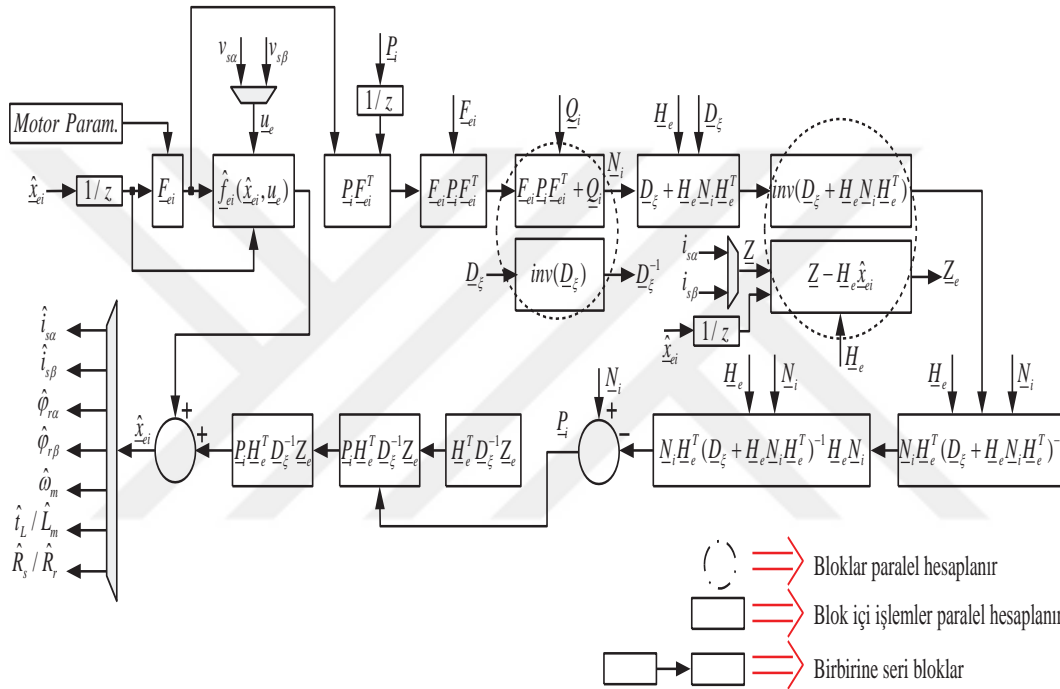 v_sα v_sβ
P_i
1/z
F_ei
Q_i
H_e D_ξ
Motor Param.
u_e
x̂_ei
1/z
F_ei
f̂_ei(x̂_ei, u_e)
P_i F_ei^T
F_ei P_i F_ei^T
F_ei P_i F_ei^T + Q_i
N_i
D_ξ + H_e N_i H_e^T
inv(D_ξ + H_e N_i H_e^T)
D_ξ
inv(D_ξ)
D_ξ^-1
i_sα
i_sβ
Z
Z − H_e x̂_ei
Z_e
x̂_ei
1/z
H_e
î_sα
î_sβ
φ̂_rα
φ̂_rβ
ω̂_m
t̂_L / L̂_m
R̂_s / R̂_r
x̂_ei
+
+
P_i H_e^T D_ξ^-1 Z_e
P_i H_e^T D_ξ^-1 Z_e
H_e^T D_ξ^-1 Z_e
P_i
N_i
+
−
H_e N_i
N_i H_e^T (D_ξ + H_e N_i H_e^T)^-1 H_e N_i
H_e N_i
N_i H_e^T (D_ξ + H_e N_i H_e^T)^-
Bloklar paralel hesaplanır
Blok içi işlemler paralel hesaplanır
Birbirine seri bloklar